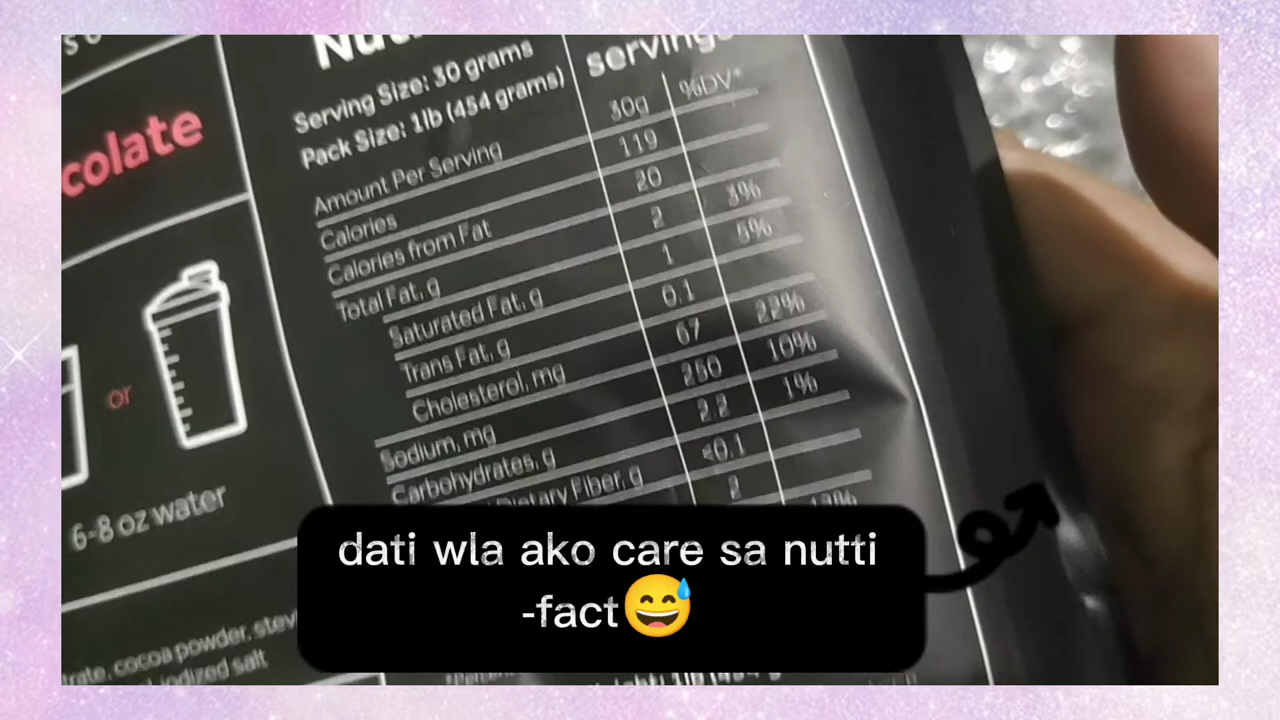 colate
or
6-8 oz water
cocoa powder,
iodized salt
servings
Serving Size: 30 grams
Pack Size: 1lb (454 grams)
30g %DV*
Amount Per Serving
Calories 119
Calories from Fat 20
Total Fat, g 2 3%
Saturated Fat, g 1 5%
Trans Fat, g 0.1
Cholesterol, mg 67 22%
Sodium, mg 250 10%
Carbohydrates, g 2.2 1%
Dietary Fiber, g <0.1
2
dati wla ako care sa nutti
-fact😅